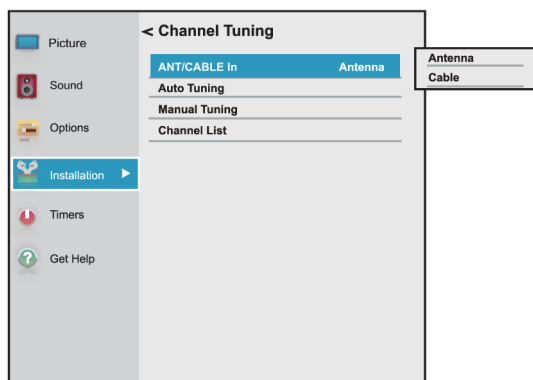 Picture
Sound
Options
Installation
Timers
Get Help
< Channel Tuning
ANT/CABLE In Antenna
Auto Tuning
Manual Tuning
Channel List
Antenna
Cable